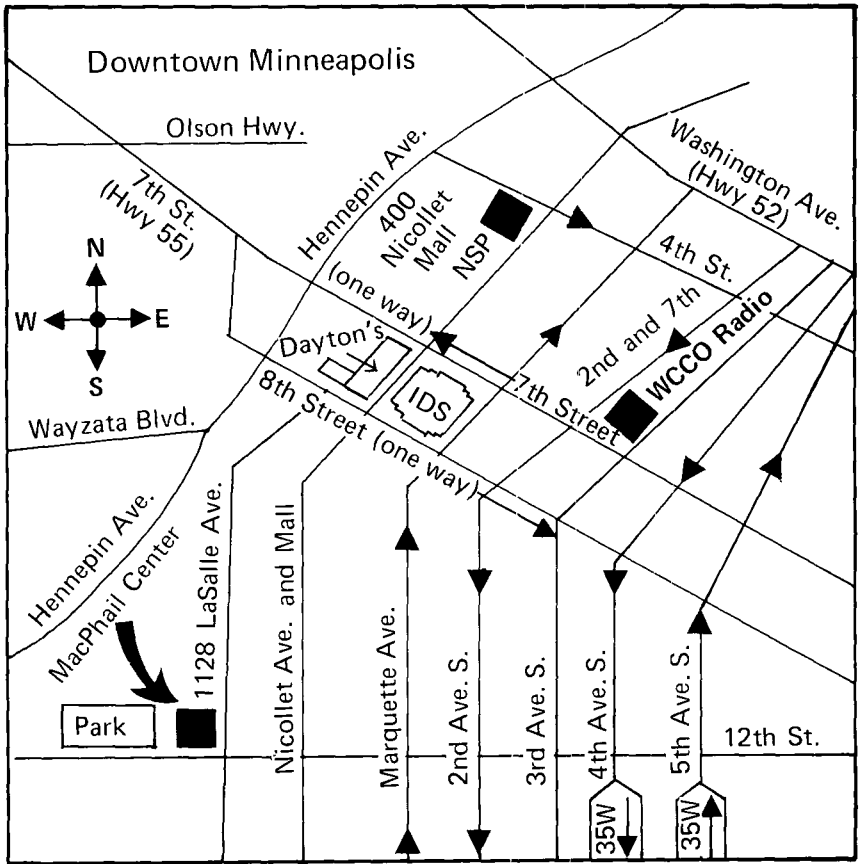 Downtown Minneapolis
Olson Hwy.
7th St.
(Hwy 55)
Hennepin Ave.
400
Nicollet
Mall
NSP
Washington Ave.
(Hwy 52)
4th St.
N
W
E
S
(one way)
Dayton's
IDS
7th Street
2nd and 7th
WCCO Radio
8th Street (one way)
Wayzata Blvd.
Hennepin Ave.
MacPhail Center
1128 LaSalle Ave.
Nicollet Ave. and Mall
Marquette Ave.
2nd Ave. S.
3rd Ave. S.
4th Ave. S.
5th Ave. S.
Park
12th St.
35W
35W